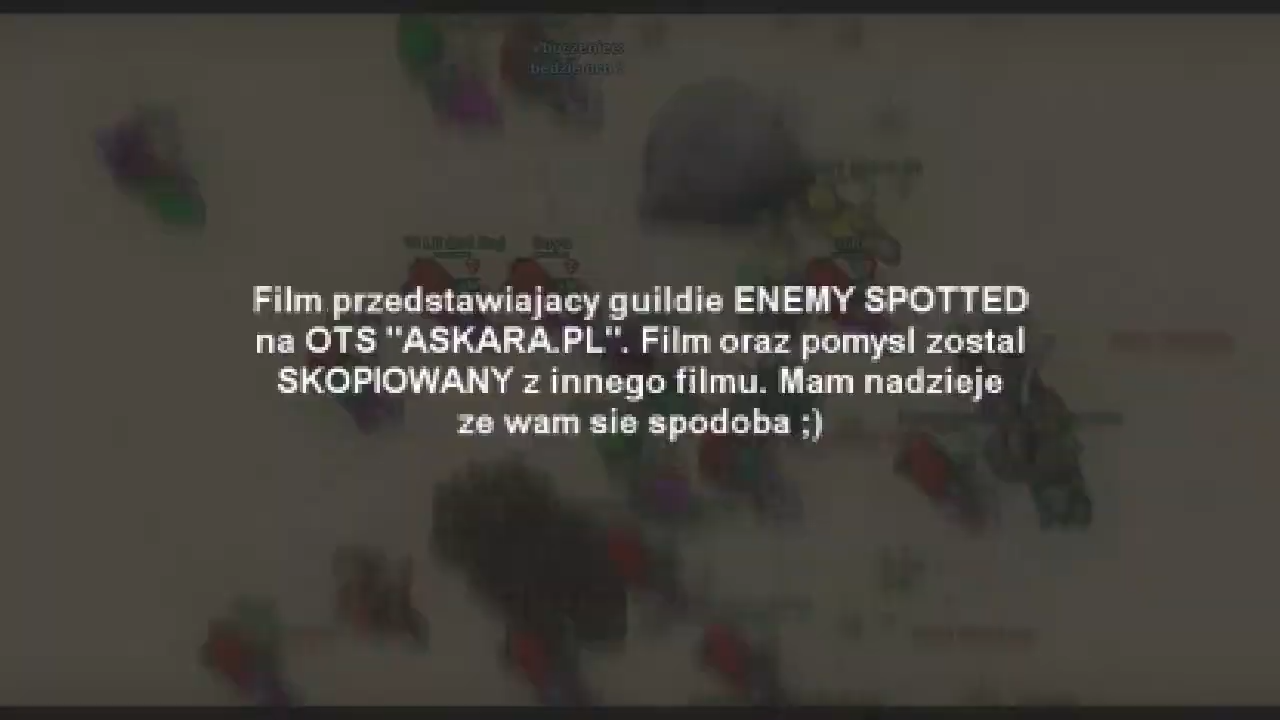 Film przedstawiajacy guildie ENEMY SPOTTED
na OTS "ASKARA.PL". Film oraz pomysl zostal
SKOPIOWANY z innego filmu. Mam nadzieje
ze wam sie spodoba ;)